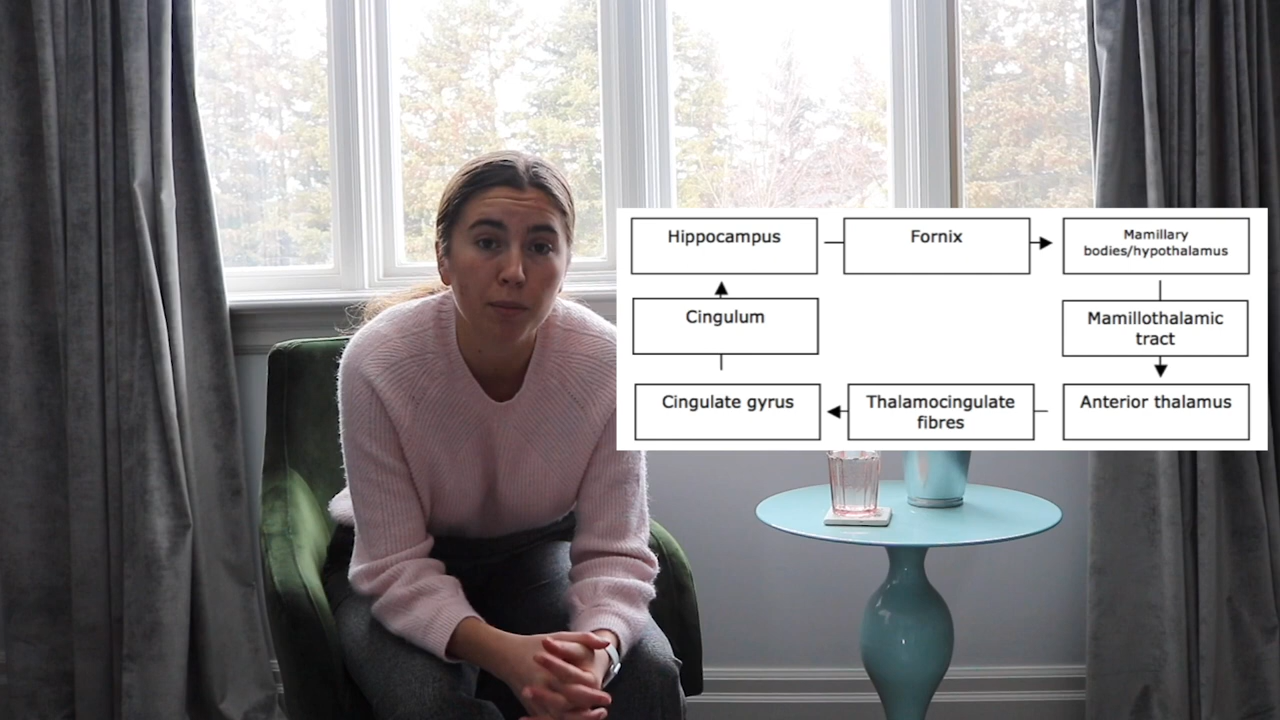 Hippocampus
Fornix
Mamillary
bodies/hypothalamus
Cingulum
Mamillothalamic
tract
Cingulate gyrus
Thalamocingulate
fibres
Anterior thalamus